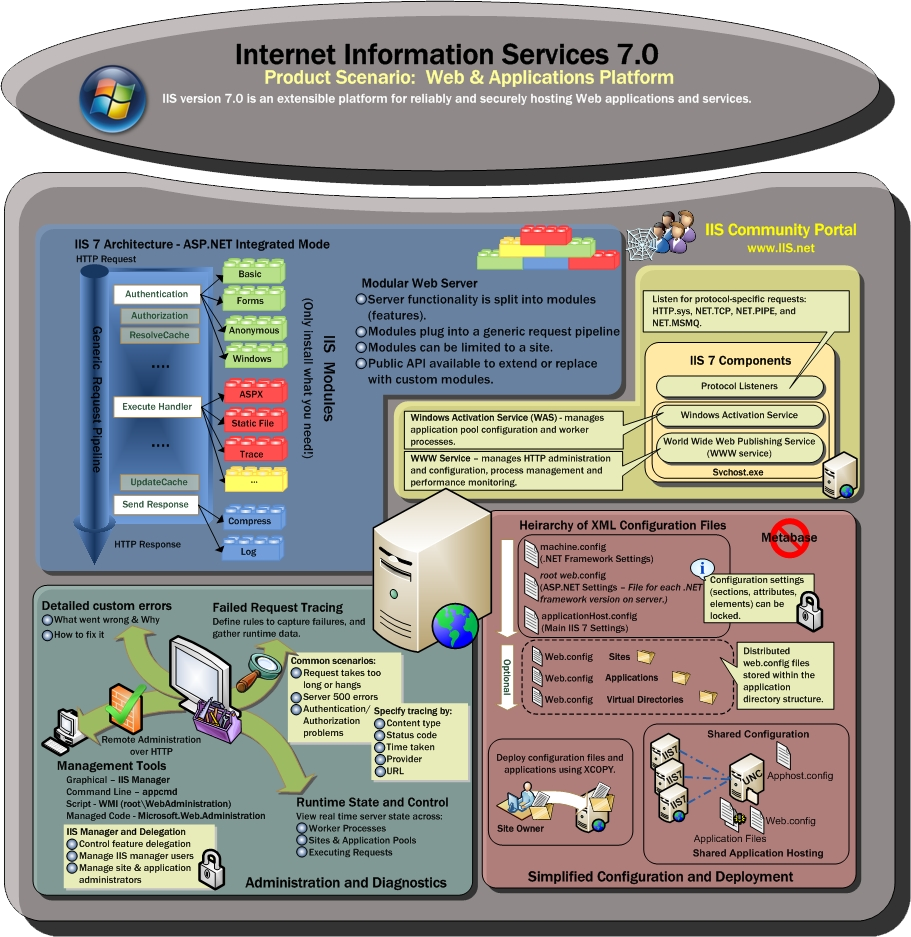 Internet Information Services 7.0
Product Scenario:  Web & Applications Platform
IIS version 7.0 is an extensible platform for reliably and securely hosting Web applications and services.
IIS Community Portal
www.IIS.net
IIS 7 Architecture - ASP.NET Integrated Mode
HTTP Request
Generic Request Pipeline
Authentication
Authorization
ResolveCache
....
Execute Handler
....
UpdateCache
Send Response
HTTP Response
Basic
Forms
Anonymous
Windows
ASPX
Static File
Trace
...
Compress
Log
IIS Modules
(Only install what you need!)
Modular Web Server
Server functionality is split into modules
(features).
Modules plug into a generic request pipeline
Modules can be limited to a site.
Public API available to extend or replace
with custom modules.
Listen for protocol-specific requests:
HTTP.sys, NET.TCP, NET.PIPE, and
NET.MSMQ.
IIS 7 Components
Protocol Listeners
Windows Activation Service
World Wide Web Publishing Service
(WWW service)
Svchost.exe
Windows Activation Service (WAS) - manages
application pool configuration and worker
processes.
WWW Service – manages HTTP administration
and configuration, process management and
performance monitoring.
Heirarchy of XML Configuration Files
Metabase
machine.config
(.NET Framework Settings)
root web.config
(ASP.NET Settings – File for each .NET
framework version on server.)
applicationHost.config
(Main IIS 7 Settings)
i
Configuration settings
(sections, attributes,
elements) can be
locked.
Optional
Web.config Sites
Web.config Applications
Web.config Virtual Directories
Distributed
web.config files
stored within the
application
directory structure.
Deploy configuration files and
applications using XCOPY.
Site Owner
Shared Configuration
IIS7
IIS7
IIS7
UNC
Apphost.config
Web.config
Application Files
Shared Application Hosting
Simplified Configuration and Deployment
Detailed custom errors
What went wrong & Why
How to fix it
Failed Request Tracing
Define rules to capture failures, and
gather runtime data.
Common scenarios:
Request takes too
long or hangs
Server 500 errors
Authentication/
Authorization
problems
Specify tracing by:
Content type
Status code
Time taken
Provider
URL
Remote Administration
over HTTP
Management Tools
Graphical – IIS Manager
Command Line – appcmd
Script - WMI (root\WebAdministration)
Managed Code - Microsoft.Web.Administration
IIS Manager and Delegation
Control feature delegation
Manage IIS manager users
Manage site & application
administrators
Runtime State and Control
View real time server state across:
Worker Processes
Sites & Application Pools
Executing Requests
Administration and Diagnostics